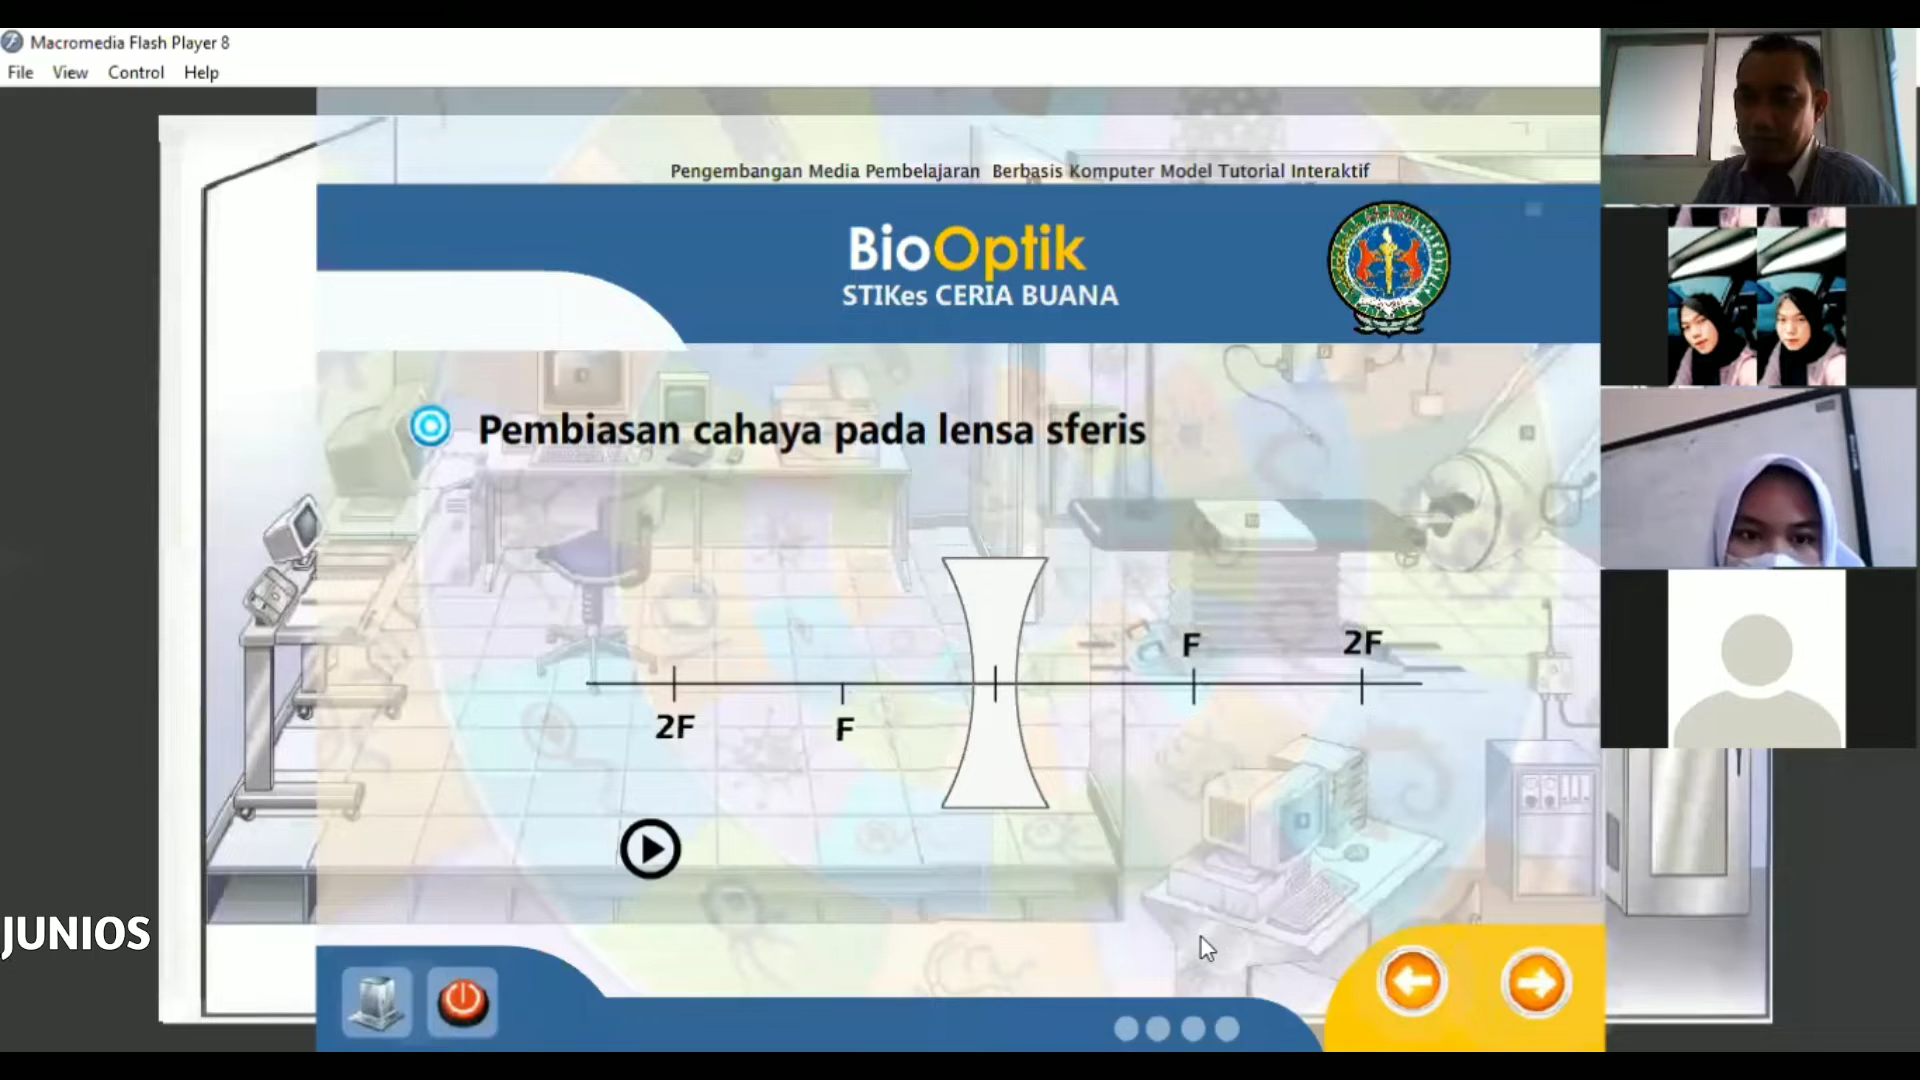 Macromedia Flash Player 8
File View Control Help
Pengembangan Media Pembelajaran Berbasis Komputer Model Tutorial Interaktif
BioOptik
STIKes CERIA BUANA
Pembiasan cahaya pada lensa sferis
F
2F
2F
F
JUNIOS